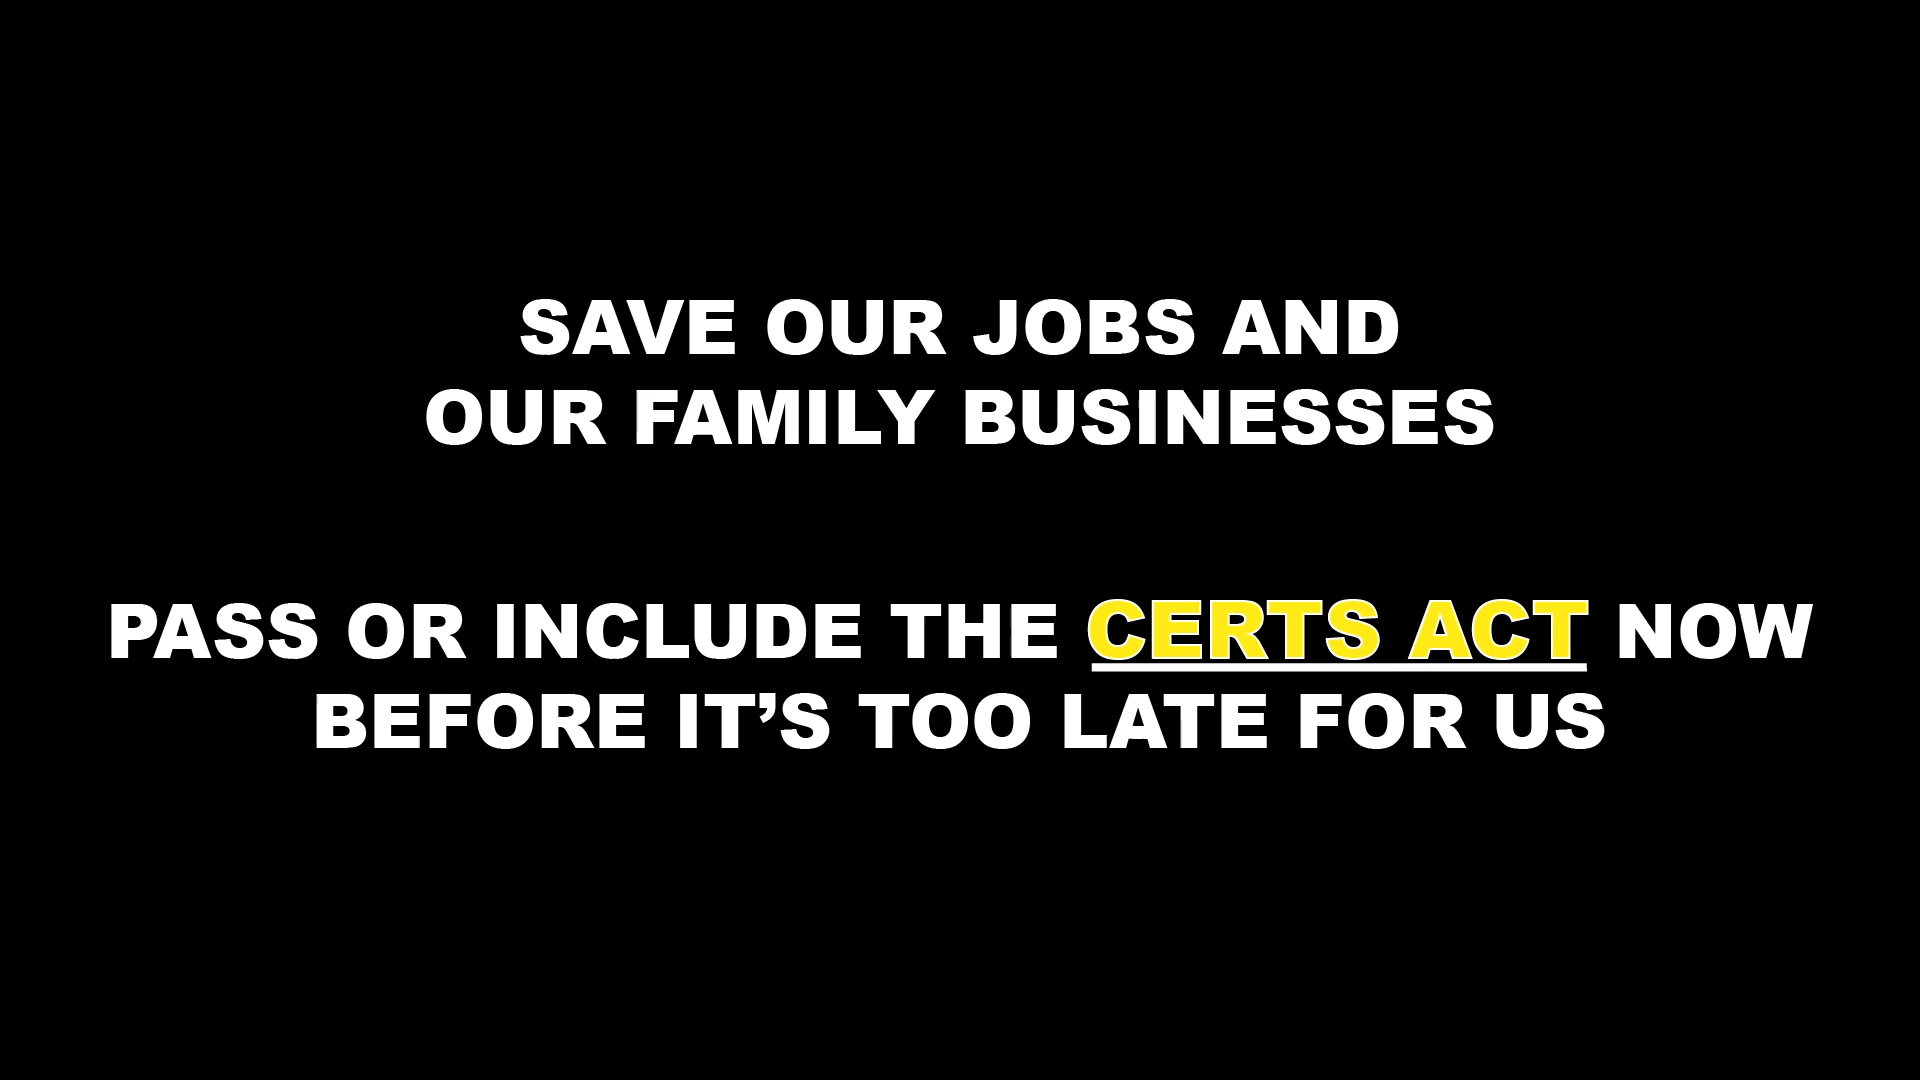 SAVE OUR JOBS AND
OUR FAMILY BUSINESSES
PASS OR INCLUDE THE CERTS ACT NOW
BEFORE IT’S TOO LATE FOR US